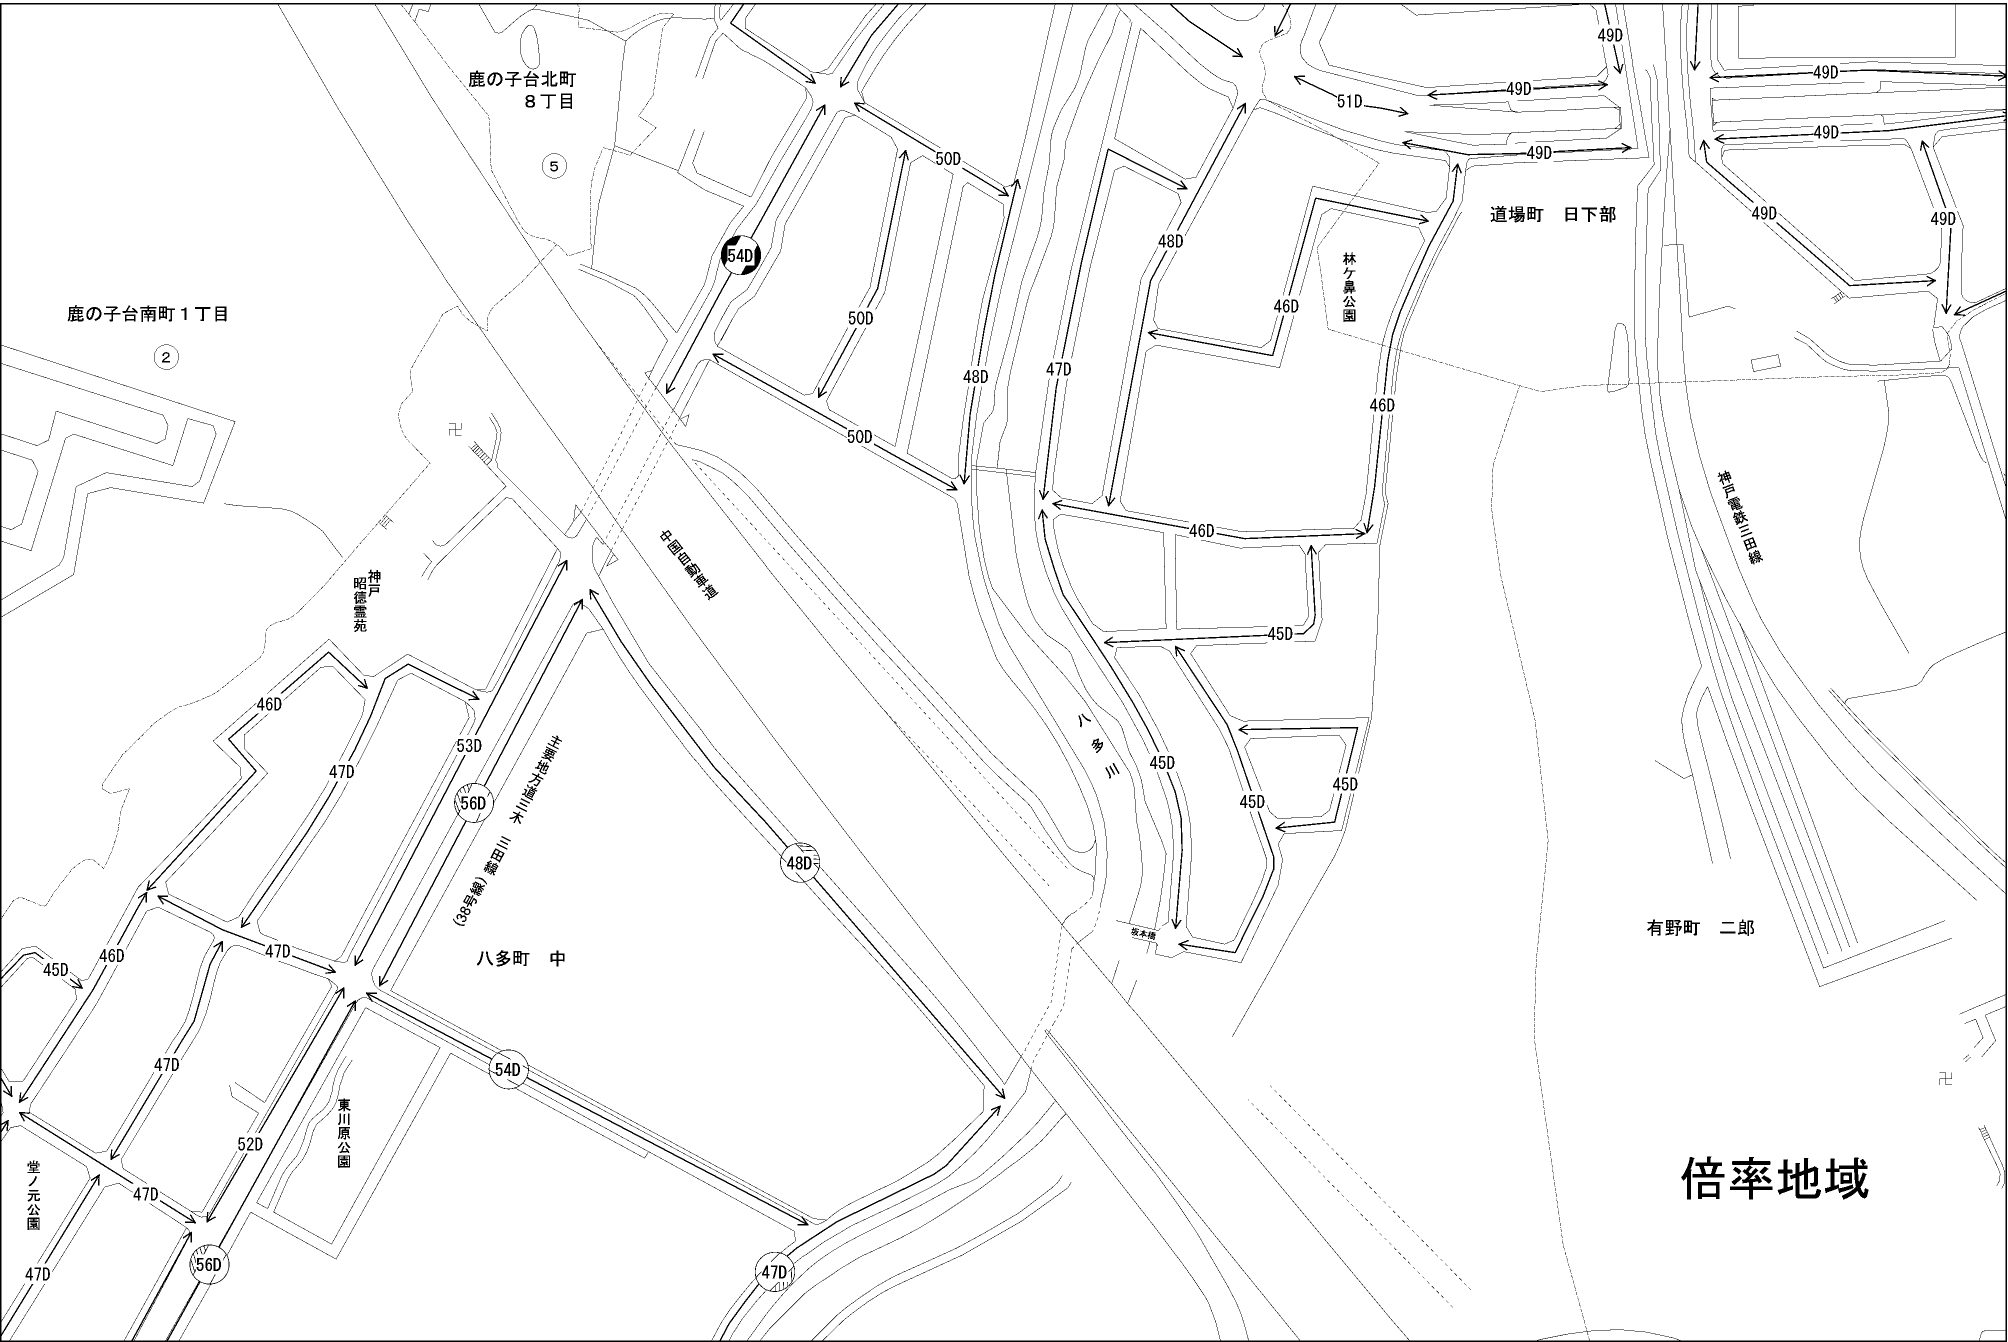 49D
鹿の子台北町
８丁目
49D
49D
51D
49D
49D
50D
⑤
道場町　日下部
49D
49D
48D
54D
林ケ鼻公園
鹿の子台南町１丁目
46D
50D
②
47D
48D
46D
50D
神戸電鉄三田線
46D
中国自動車道
神戸
昭徳霊苑
45D
46D
八多川
53D
主要地方道三木
三田線
(38号線)
47D
45D
45D
45D
56D
48D
有野町　二郎
坂本橋
47D
46D
八多町　中
45D
47D
54D
52D
東川原公園
堂ノ元公園
47D
倍率地域
56D
47D
47D